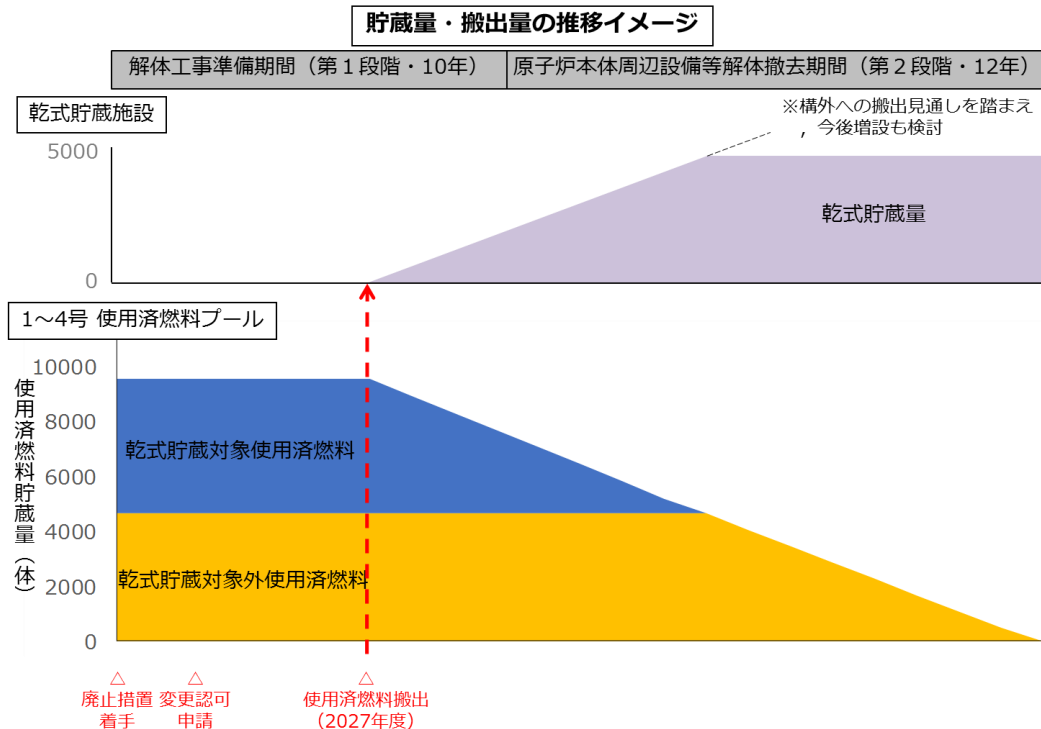 貯蔵量・搬出量の推移イメージ
解体工事準備期間（第１段階・10年）
原子炉本体周辺設備等解体撤去期間（第２段階・12年）
乾式貯蔵施設
※構外への搬出見通しを踏まえ
，今後増設も検討
5000
乾式貯蔵量
0
1～4号 使用済燃料プール
使用済燃料貯蔵量（体）
10000
8000
6000
4000
2000
0
乾式貯蔵対象使用済燃料
乾式貯蔵対象外使用済燃料
△
廃止措置
着手
△
変更認可
申請
△
使用済燃料搬出
（2027年度）